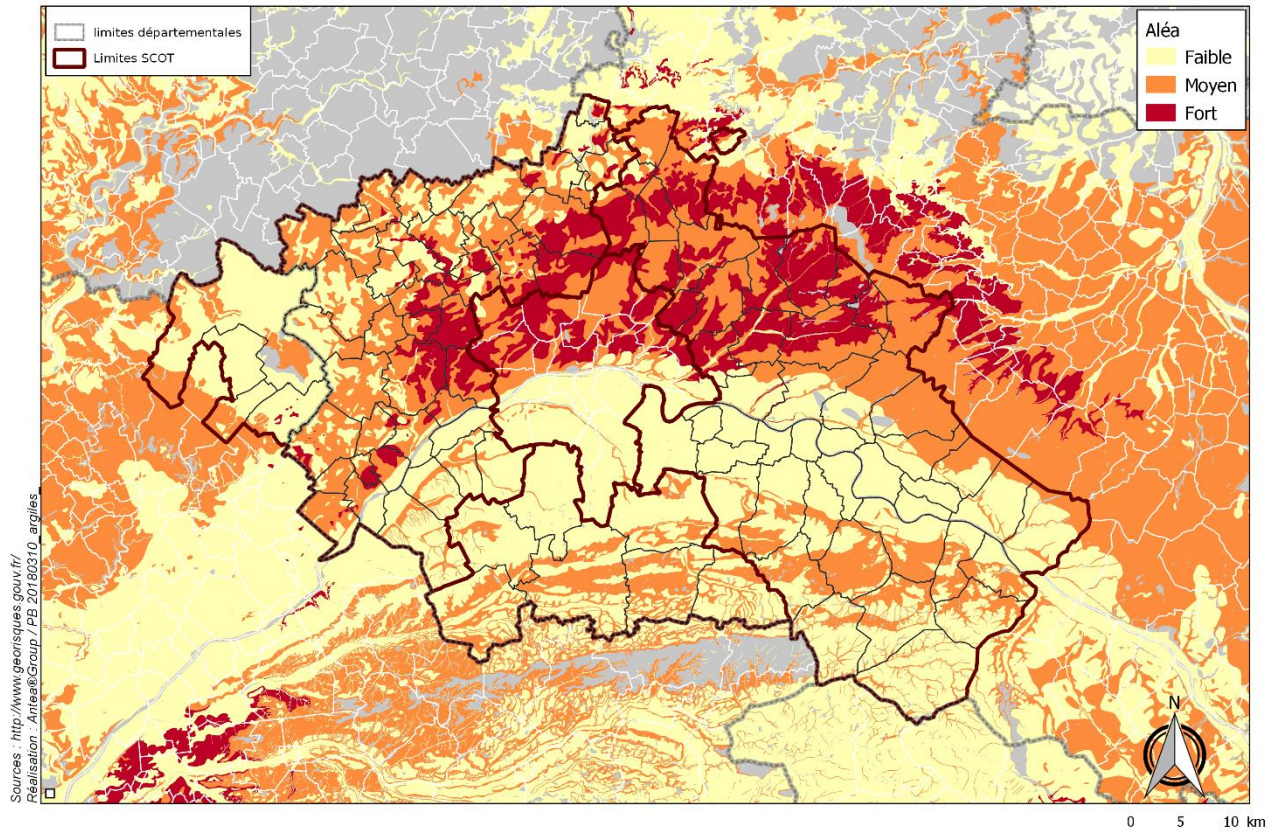 limites départementales
Limites SCOT
Aléa
Faible
Moyen
Fort
Sources : http://www.georisques.gouv.fr/
Réalisation : Antea®Group / PB 20180310_argiles_
N
0 5 10 km